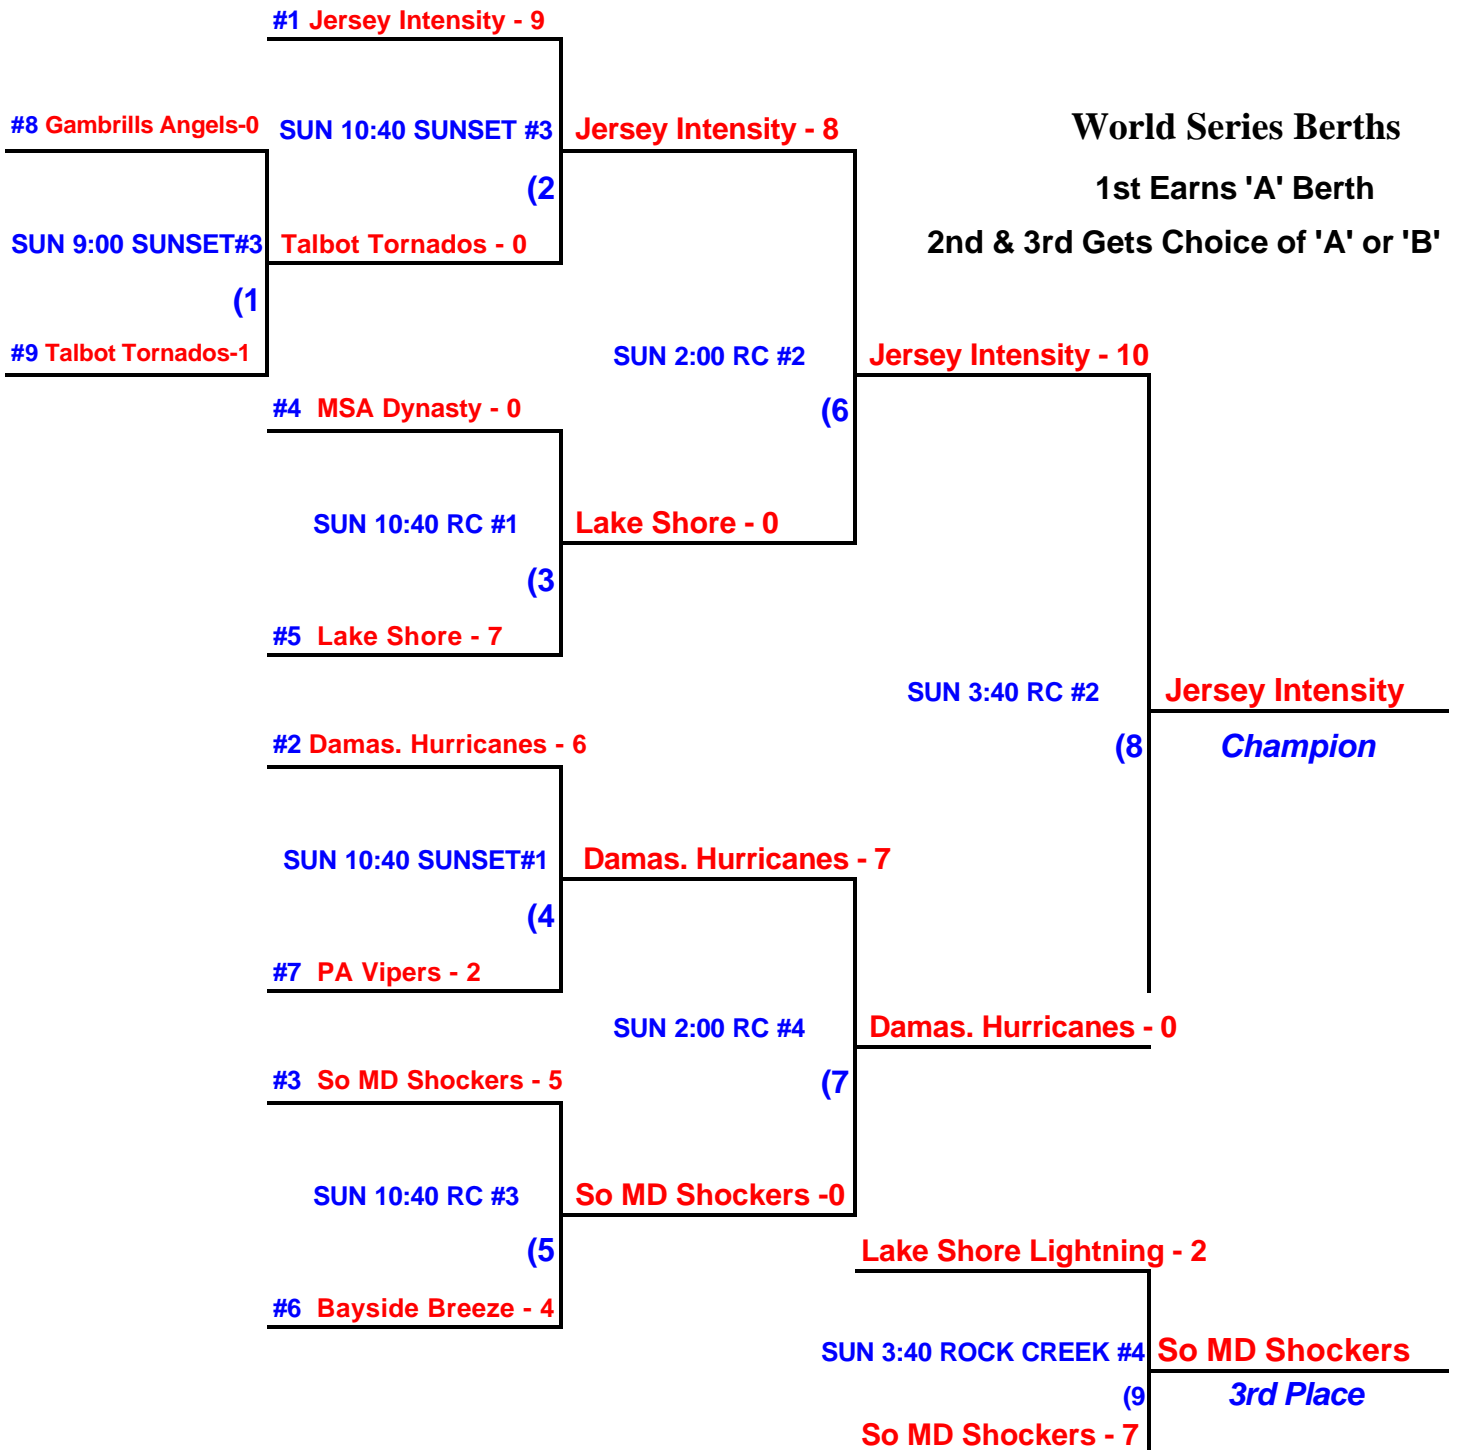 #1 Jersey Intensity - 9
#8 Gambrills Angels-0
SUN 10:40 SUNSET #3
Jersey Intensity - 8
World Series Berths
(2
1st Earns 'A' Berth
SUN 9:00 SUNSET#3
Talbot Tornados - 0
2nd & 3rd Gets Choice of 'A' or 'B'
(1
#9 Talbot Tornados-1
SUN 2:00 RC #2
Jersey Intensity - 10
#4 MSA Dynasty - 0
(6
SUN 10:40 RC #1
Lake Shore - 0
(3
#5 Lake Shore - 7
SUN 3:40 RC #2
Jersey Intensity
#2 Damas. Hurricanes - 6
(8
Champion
SUN 10:40 SUNSET#1
Damas. Hurricanes - 7
(4
#7 PA Vipers - 2
SUN 2:00 RC #4
Damas. Hurricanes - 0
#3 So MD Shockers - 5
(7
SUN 10:40 RC #3
So MD Shockers -0
(5
Lake Shore Lightning - 2
#6 Bayside Breeze - 4
SUN 3:40 ROCK CREEK #4
So MD Shockers
(9
3rd Place
So MD Shockers - 7